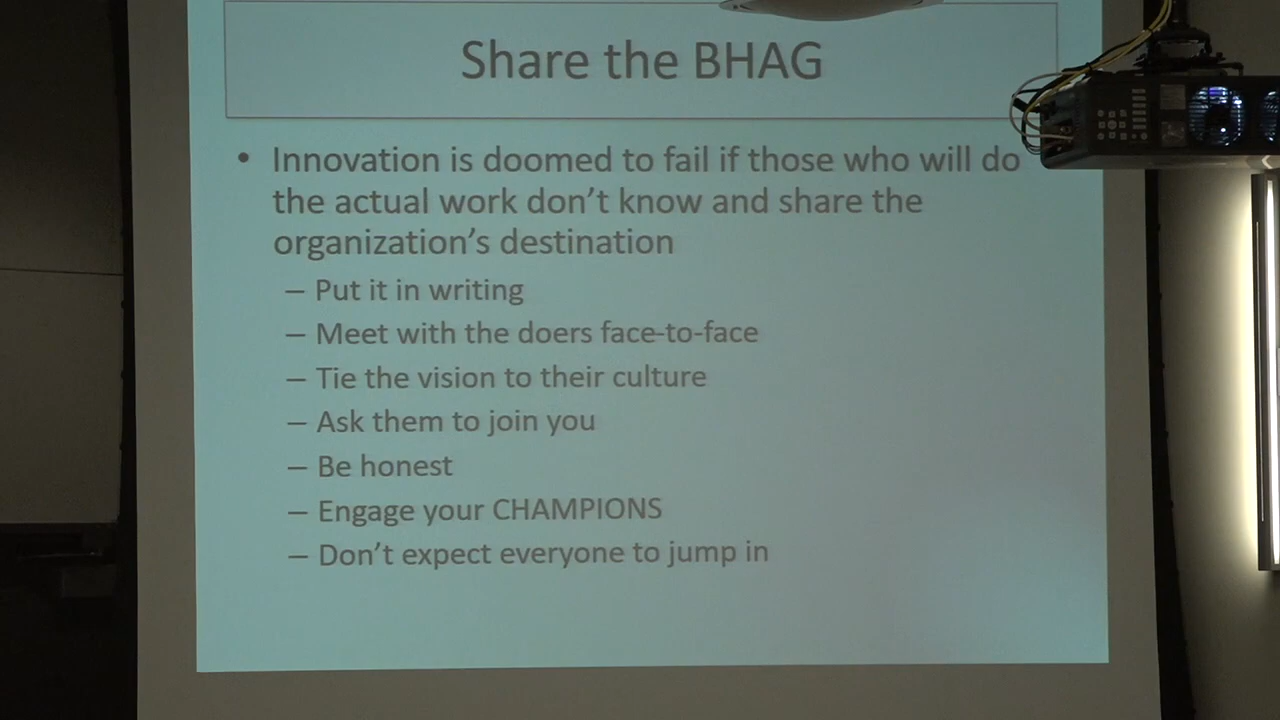 Share the BHAG
• Innovation is doomed to fail if those who will do
the actual work don't know and share the
organization's destination
– Put it in writing
– Meet with the doers face-to-face
– Tie the vision to their culture
– Ask them to join you
– Be honest
– Engage your CHAMPIONS
– Don't expect everyone to jump in